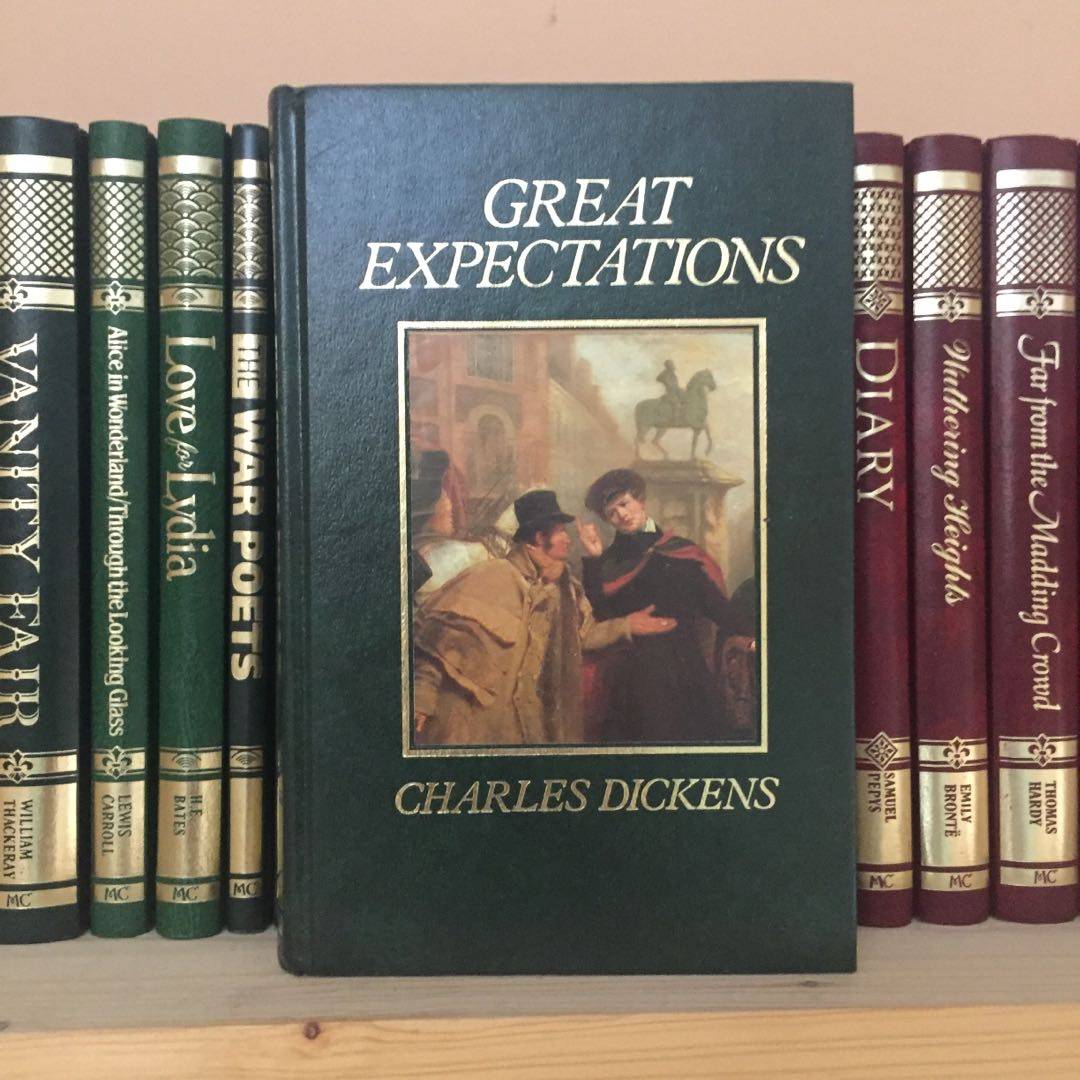 VANITY FAIR
WILLIAM
THACKERAY
MC
Alice in Wonderland/Through the Looking Glass
LEWIS
CARROLL
MC
Love for Lydia
H.E.
BATES
MC
THE WAR POETS
MC
GREAT
EXPECTATIONS
CHARLES DICKENS
DIARY
SAMUEL
PEPYS
MC
Wuthering Heights
EMILY
BRONTË
MC
Far from the Madding Crowd
THOMAS
HARDY
MC